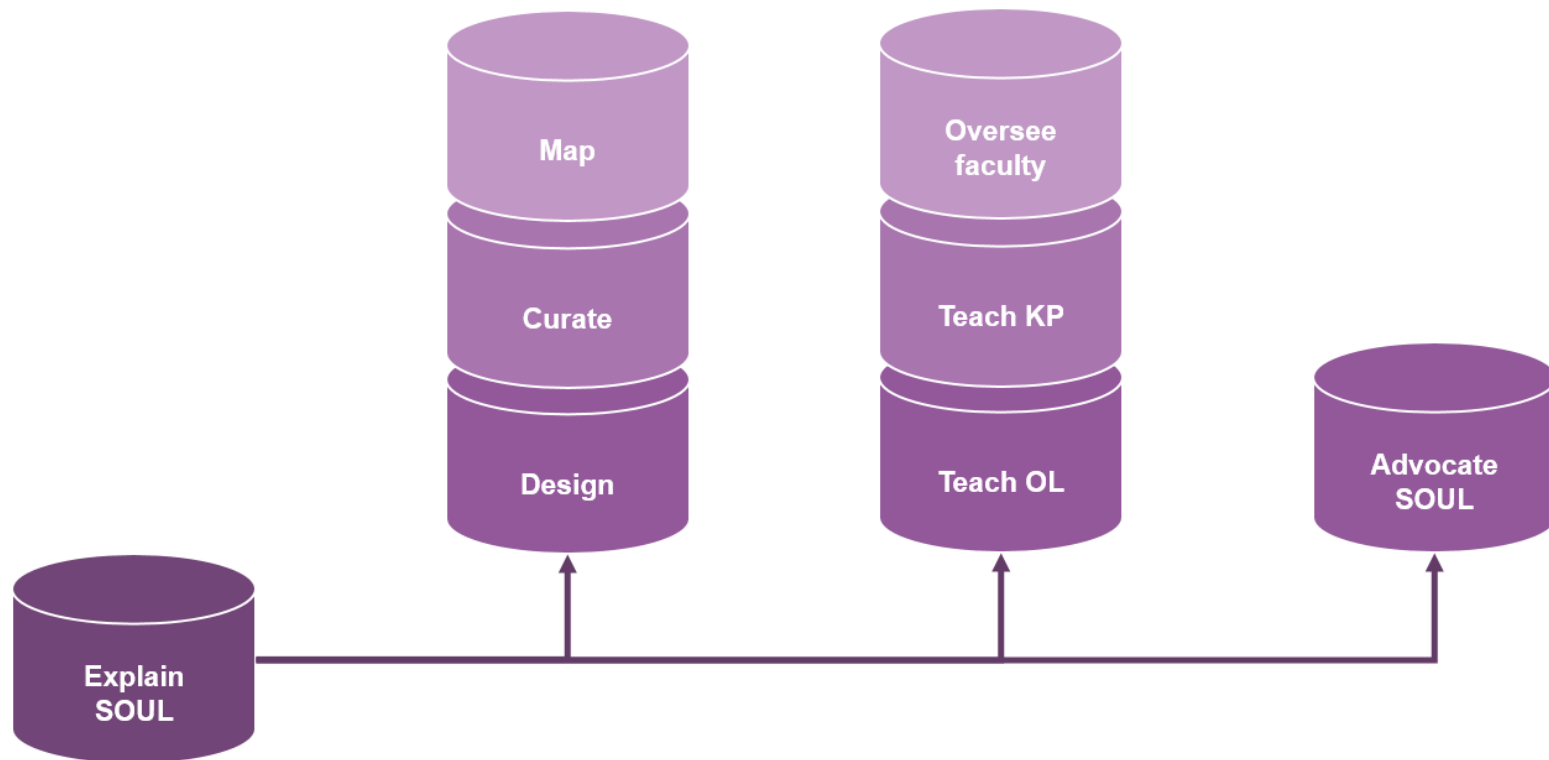 Map
Curate
Design
Oversee
faculty
Teach KP
Teach OL
Advocate
SOUL
Explain
SOUL